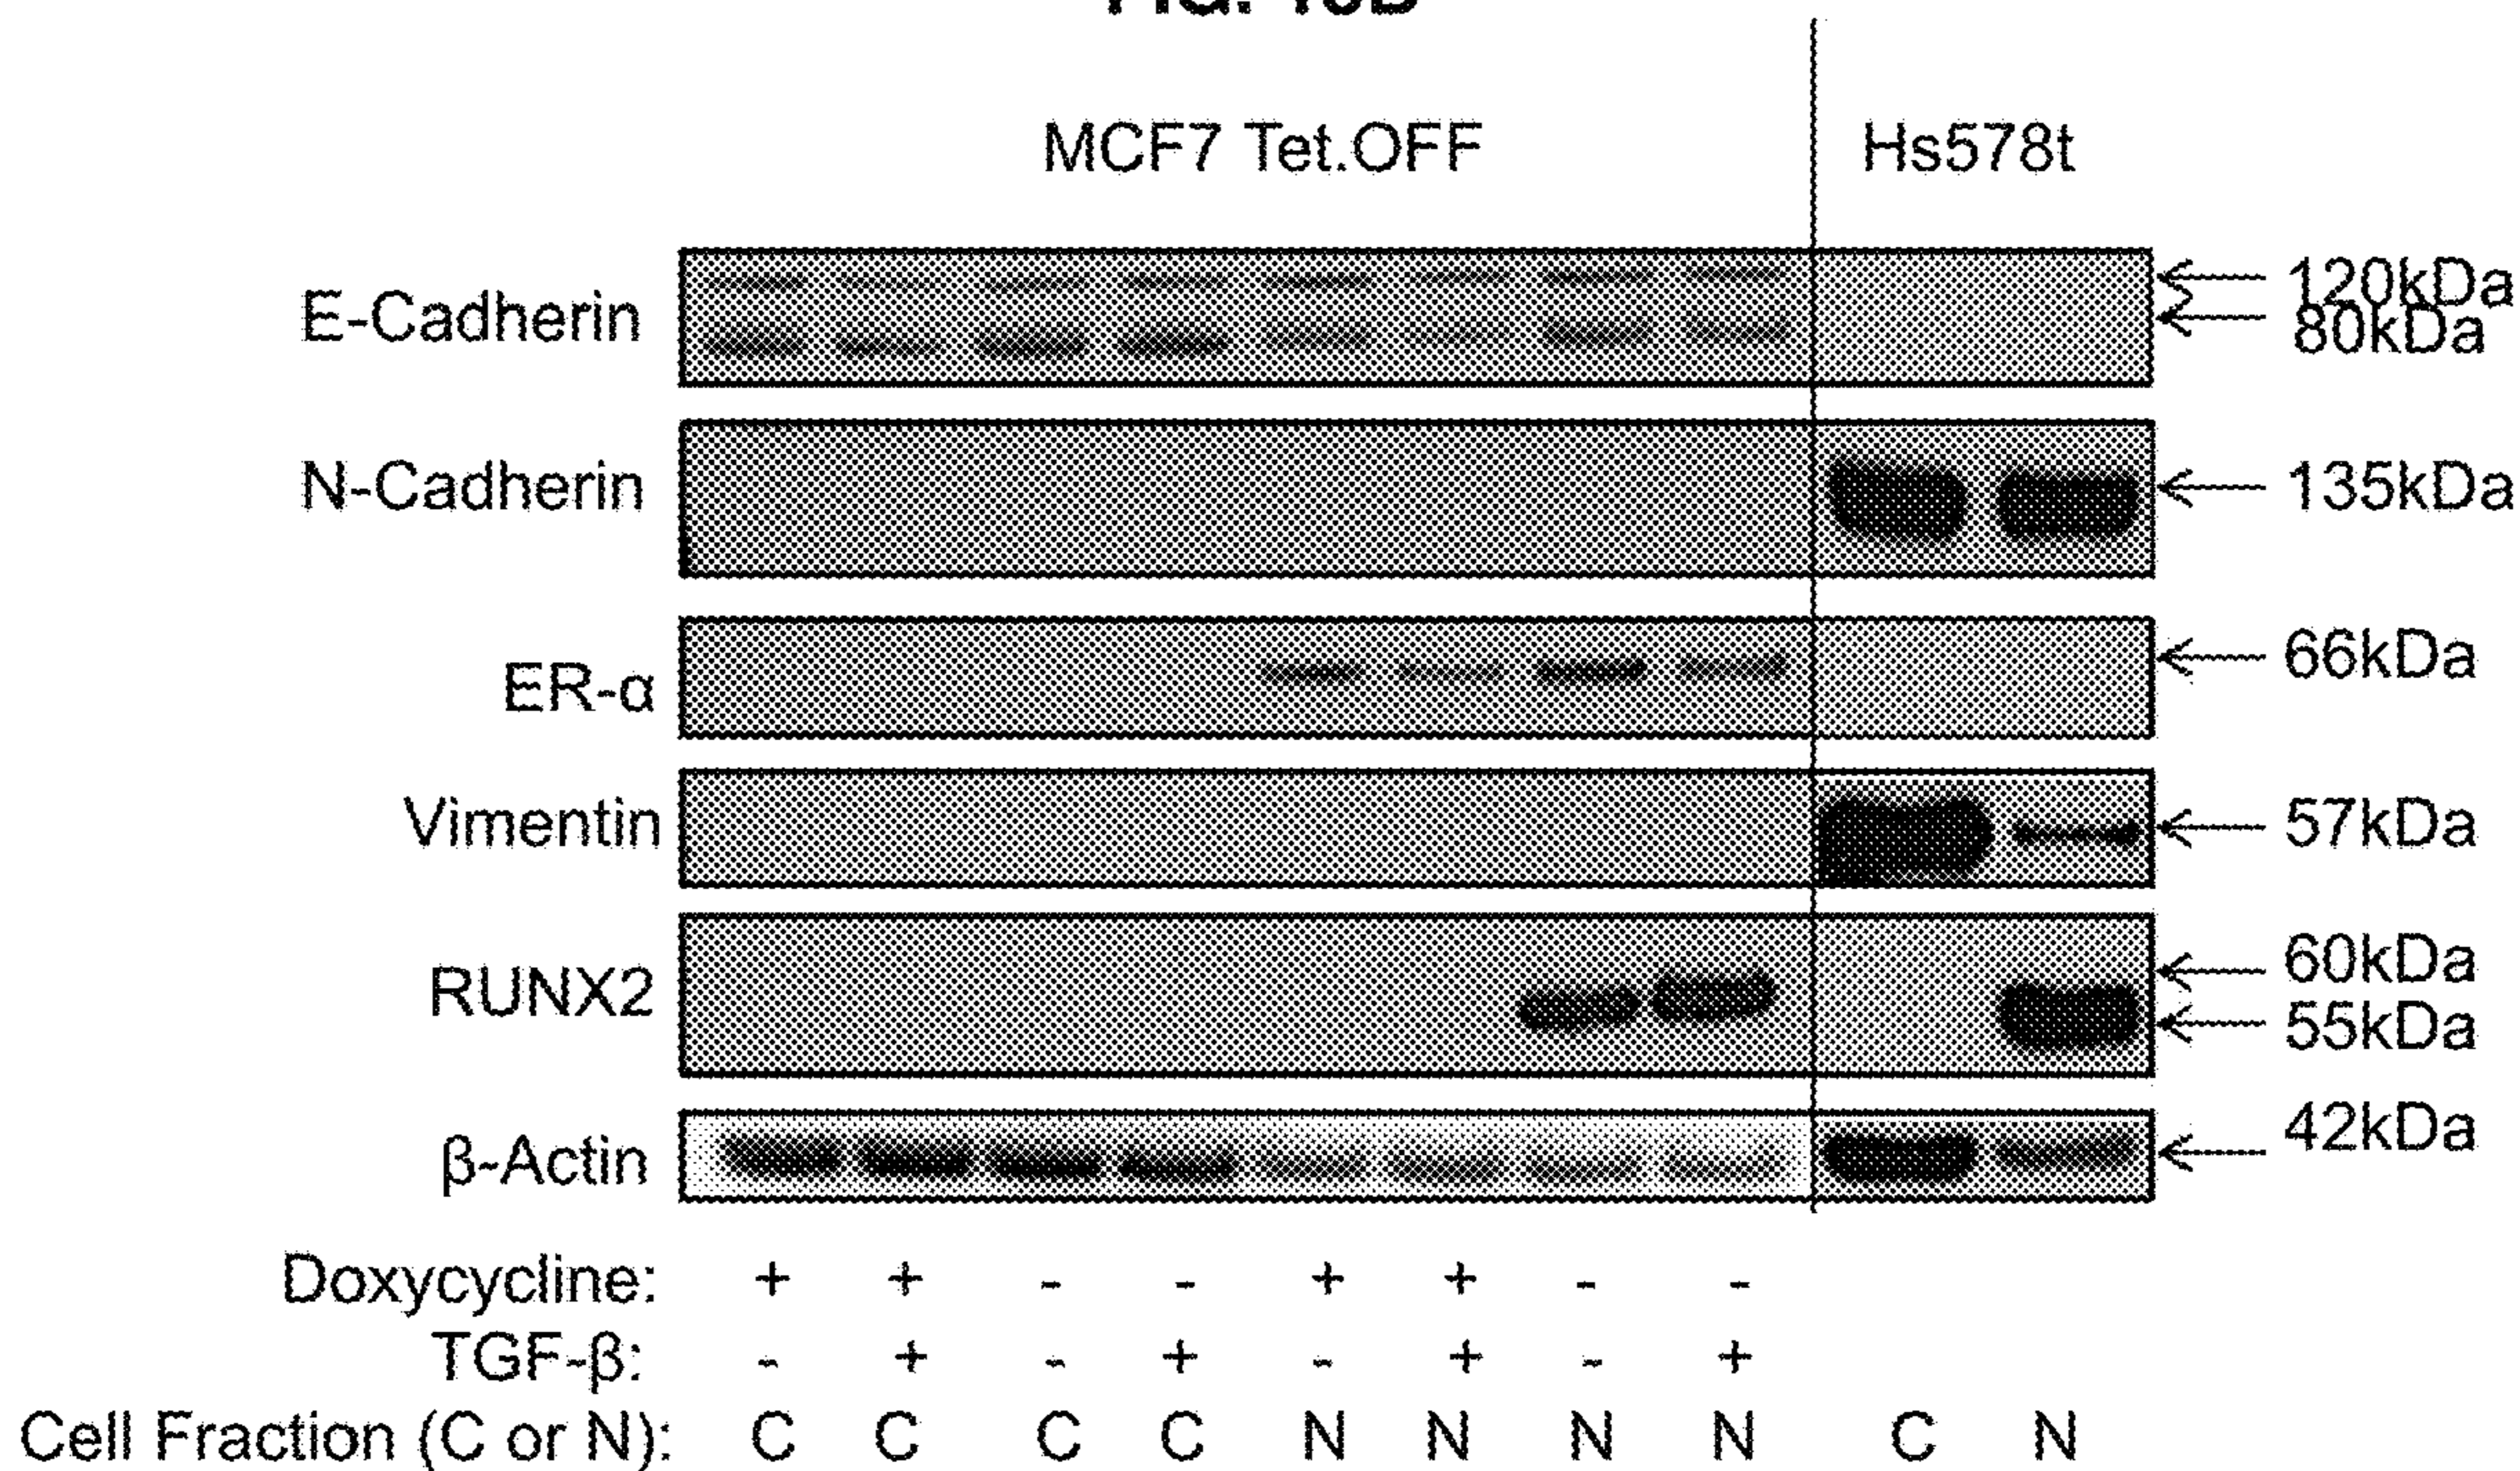 MCF7 Tet.OFF Hs578t
E-Cadherin 120kDa
80kDa
N-Cadherin 135kDa
ER-α 66kDa
Vimentin 57kDa
RUNX2 60kDa
55kDa
β-Actin 42kDa
Doxycycline: + + - - + + - -
TGF-β: - + - + - + - +
Cell Fraction (C or N): C C C C N N N N C N